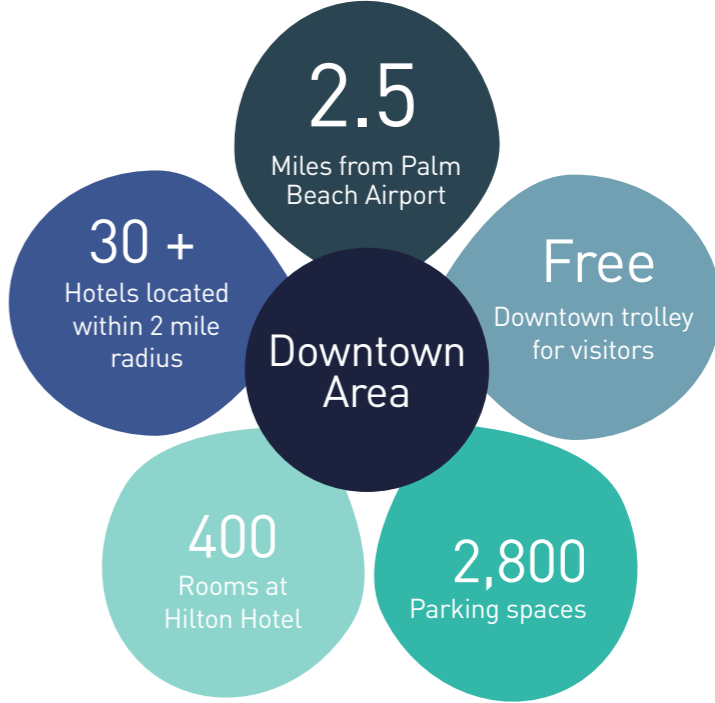 2.5
Miles from Palm
Beach Airport
30 +
Hotels located
within 2 mile
radius
Free
Downtown trolley
for visitors
Downtown
Area
400
Rooms at
Hilton Hotel
2,800
Parking spaces